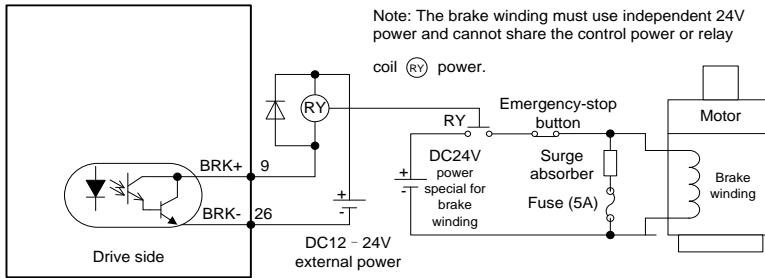 Note: The brake winding must use independent 24V
power and cannot share the control power or relay
coil RY power.
RY
RY
Emergency-stop
button
Motor
BRK+ 9
DC24V
power
special for
brake
winding
Surge
absorber
Fuse (5A)
Brake
winding
+
-
+
-
BRK- 26
Drive side
DC12﹣24V
external power